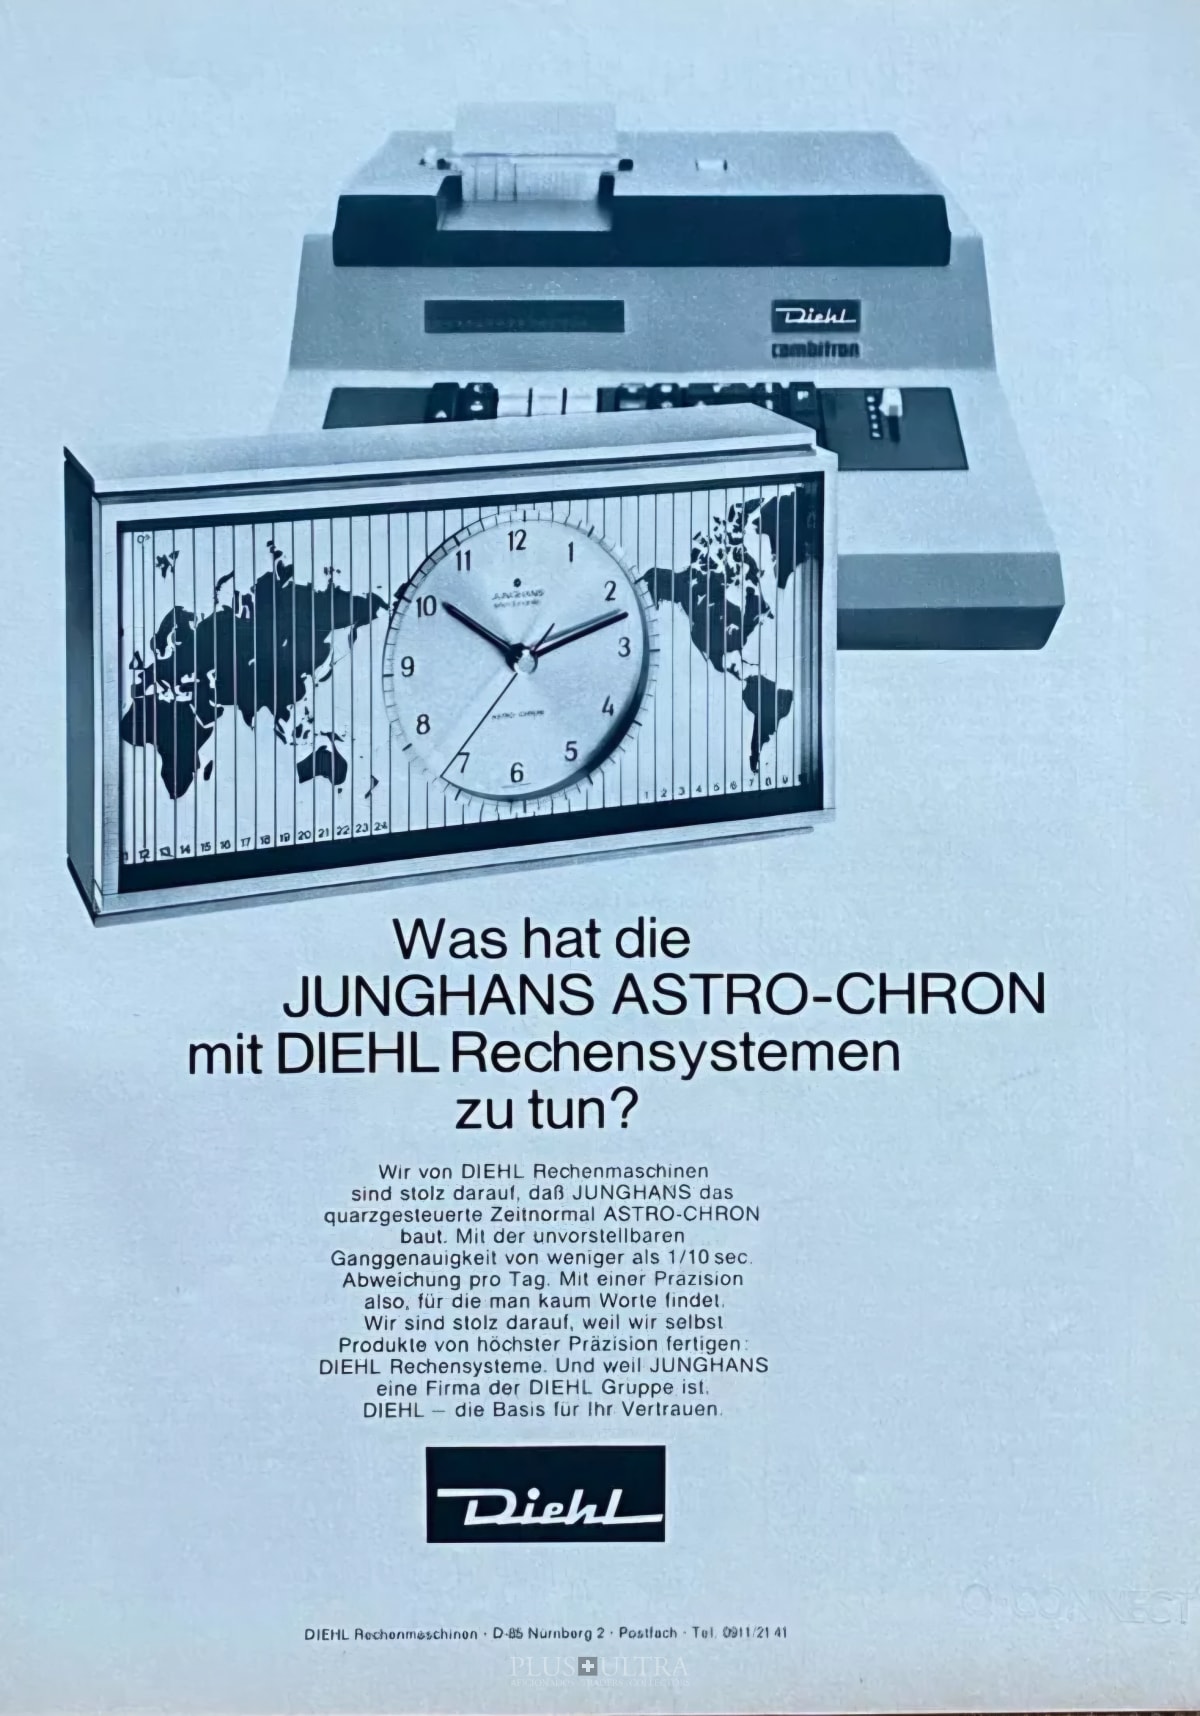 Diehl
combitron
12
1
2
3
4
5
6
7
8
9
10
11
JUNGHANS
ASTRO-CHRON
12 13 14 15 16 17 18 19 20 21 22 23 24
1 2 3 4 5 6 7 8 9
Was hat die
JUNGHANS ASTRO-CHRON
mit DIEHL Rechensystemen
zu tun?
Wir von DIEHL Rechenmaschinen
sind stolz darauf, daß JUNGHANS das
quarzgesteuerte Zeitnormal ASTRO-CHRON
baut. Mit der unvorstellbaren
Ganggenauigkeit von weniger als 1/10 sec.
Abweichung pro Tag. Mit einer Präzision
also, für die man kaum Worte findet.
Wir sind stolz darauf, weil wir selbst
Produkte von höchster Präzision fertigen:
DIEHL Rechensysteme. Und weil JUNGHANS
eine Firma der DIEHL Gruppe ist.
DIEHL – die Basis für Ihr Vertrauen.
Diehl
CONNECT
DIEHL Rechenmaschinen · D-85 Nürnberg 2 · Postfach · Tel. 0911/21 41
PLUS+ULTRA